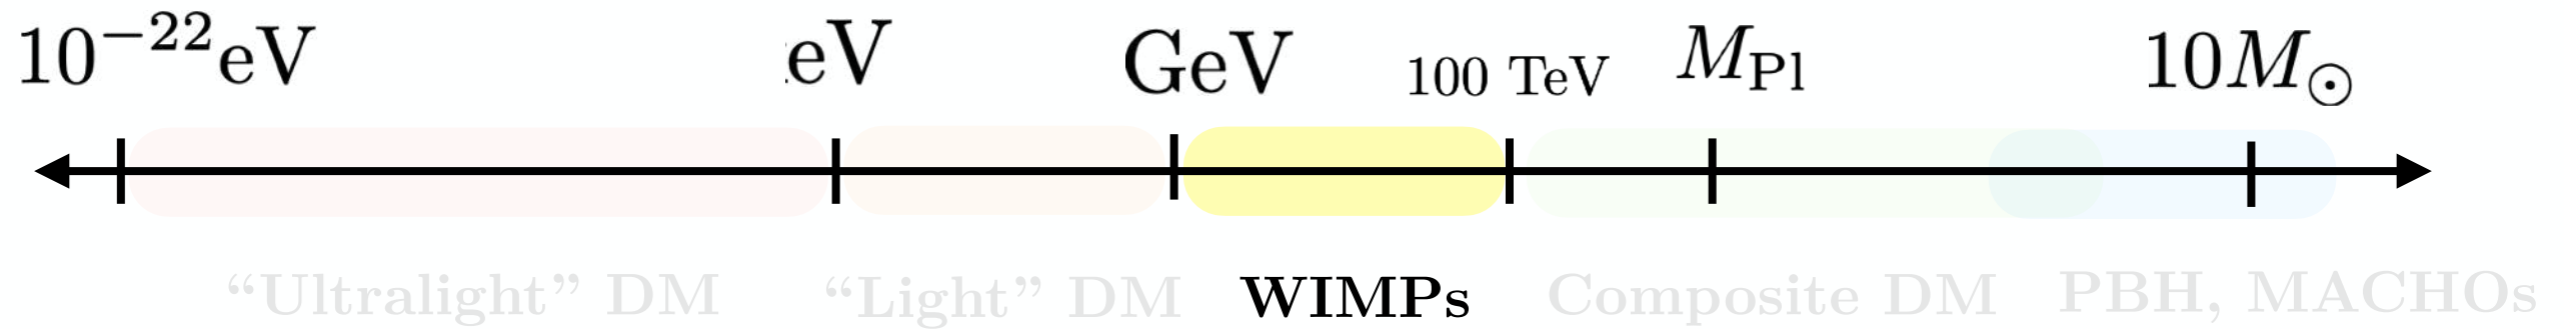 10⁻²²eV eV GeV 100 TeV M_Pl 10M_☉
“Ultralight” DM “Light” DM WIMPs Composite DM PBH, MACHOs